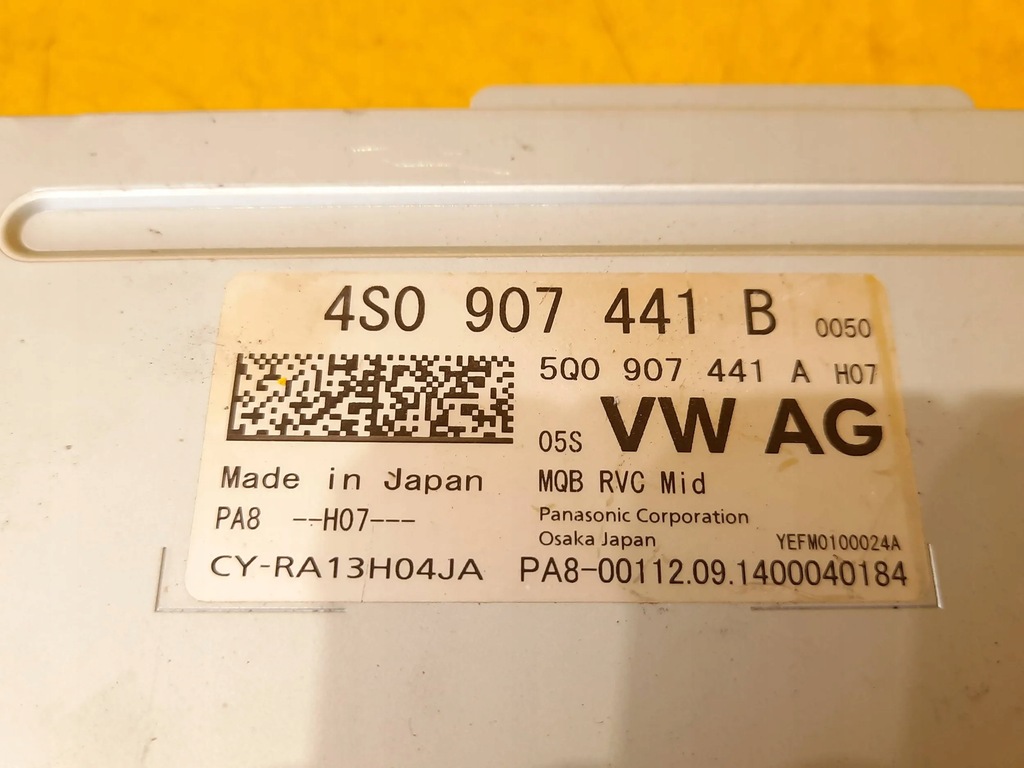 4S0 907 441 B 0050
5Q0 907 441 A H07
05S VW AG
Made in Japan MQB RVC Mid
PA8 --H07---
Panasonic Corporation
Osaka Japan YEFM0100024A
CY-RA13H04JA PA8-00112.09.1400040184